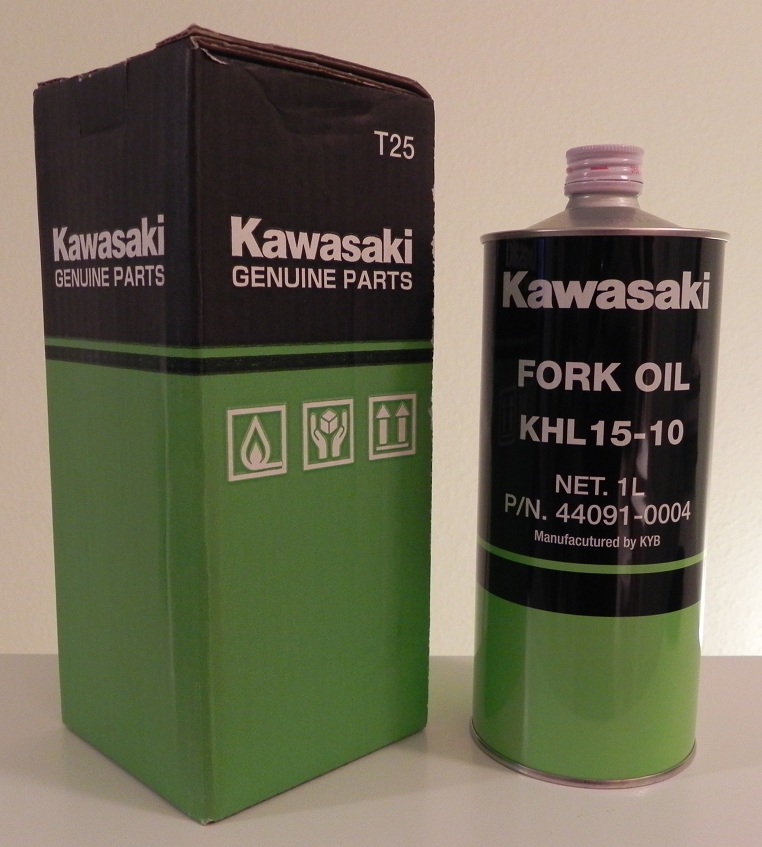 T25
Kawasaki
GENUINE PARTS
Kawasaki
GENUINE PARTS
Kawasaki
FORK OIL
KHL15-10
NET. 1L
P/N. 44091-0004
Manufacutured by KYB